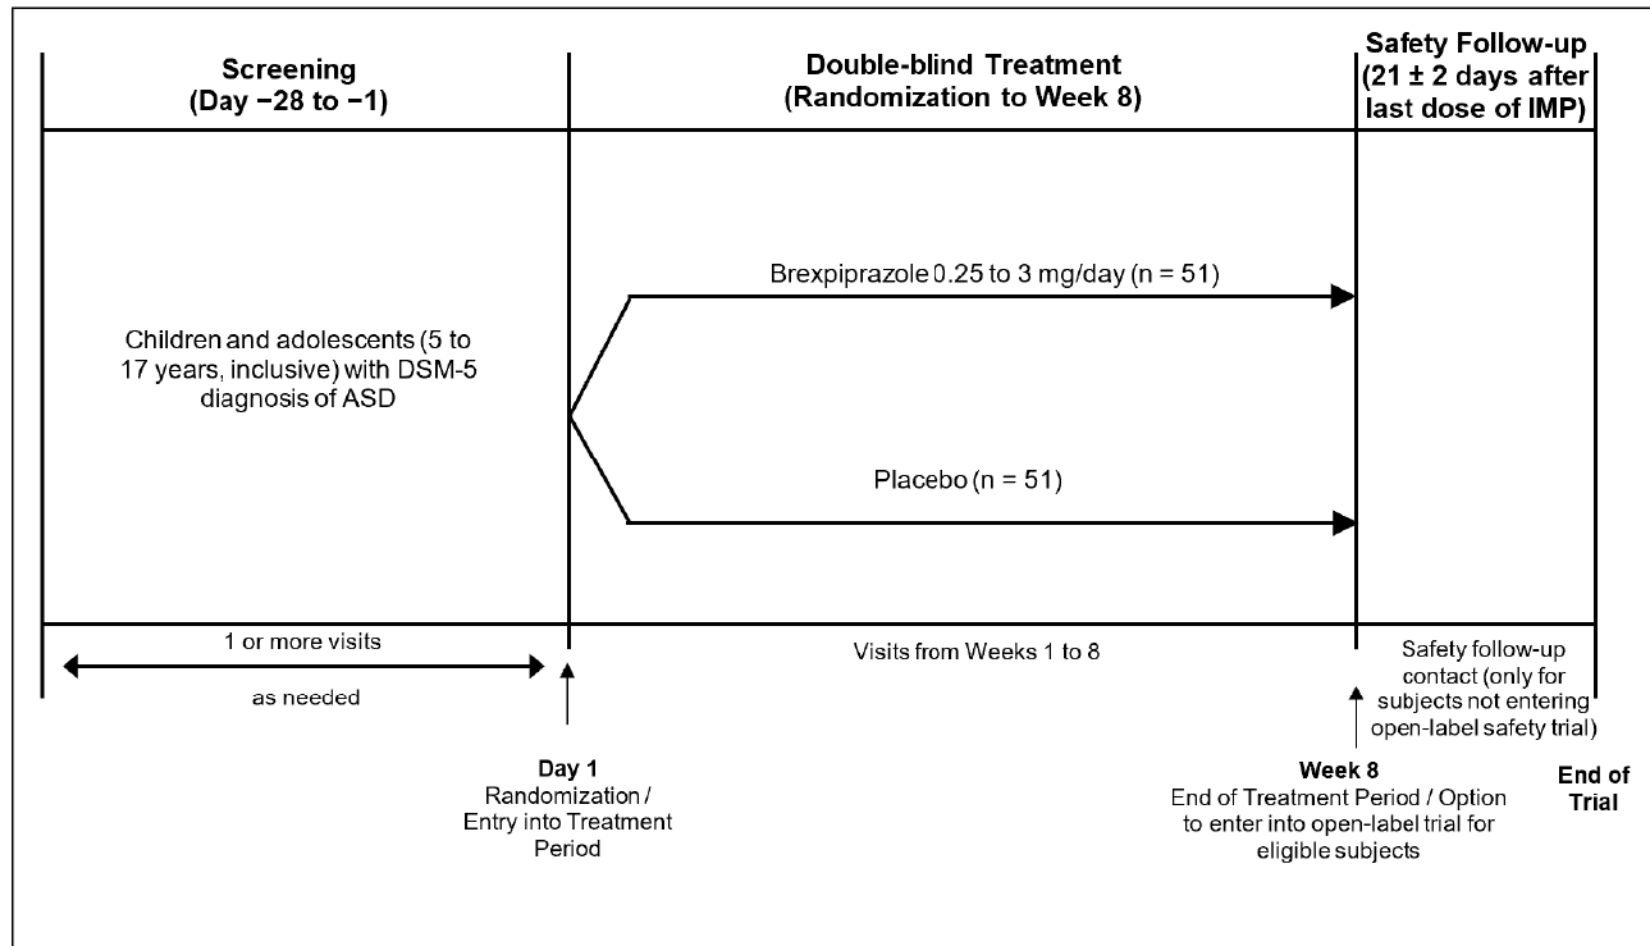 Screening
(Day −28 to −1)
Double-blind Treatment
(Randomization to Week 8)
Safety Follow-up
(21 ± 2 days after
last dose of IMP)
Children and adolescents (5 to
17 years, inclusive) with DSM-5
diagnosis of ASD
Brexpiprazole 0.25 to 3 mg/day (n = 51)
Placebo (n = 51)
1 or more visits
as needed
Visits from Weeks 1 to 8
Safety follow-up
contact (only for
subjects not entering
open-label safety trial)
Day 1
Randomization /
Entry into Treatment
Period
Week 8
End of Treatment Period / Option
to enter into open-label trial for
eligible subjects
End of
Trial